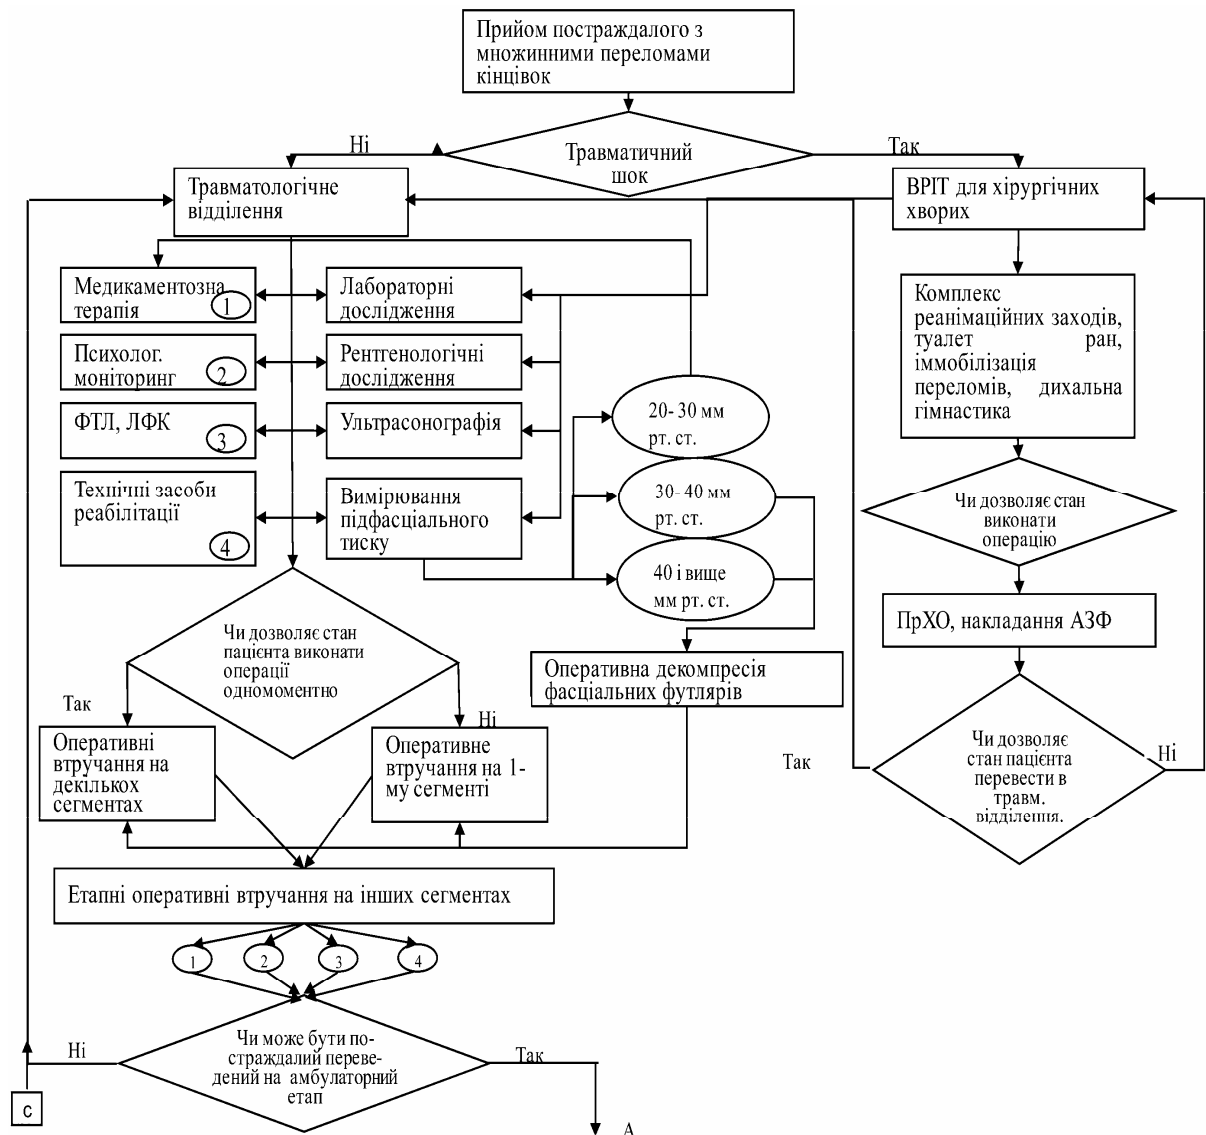 Прийом постраждалого з
множинними переломами
кінцівок
Ні
Так
Травматичний
шок
Травматологічне
відділення
ВРІТ для хірургічних
хворих
Медикаментозна
терапія
1
Лабораторні
дослідження
Комплекс
реанімаційних заходів,
туалет ран,
іммобілізація
переломів, дихальна
гімнастика
Психолог.
моніторинг
2
Рентгенологічні
дослідження
ФТЛ, ЛФК
3
Ультрасонографія
20- 30 мм
рт. ст.
Технічні засоби
реабілітації
4
Вимірювання
підфасціального
тиску
30- 40 мм
рт. ст.
40 і вище
мм рт. ст.
Чи дозволяє стан
виконати
операцію
ПрХО, накладання АЗФ
Чи дозволяє стан
пацієнта виконати
операції
одномоментно
Оперативна декомпресія
фасціальних футлярів
Так
Ні
Оперативні
втручання на
декількох
сегментах
Оперативне
втручання на 1-
му сегменті
Так
Чи дозволяє
стан пацієнта
перевести в
травм.
відділення.
Ні
Етапні оперативні втручання на інших сегментах
1
2
3
4
Ні
Чи може бути по-
страждалий переве-
дений на амбулаторний
етап
Так
С
А